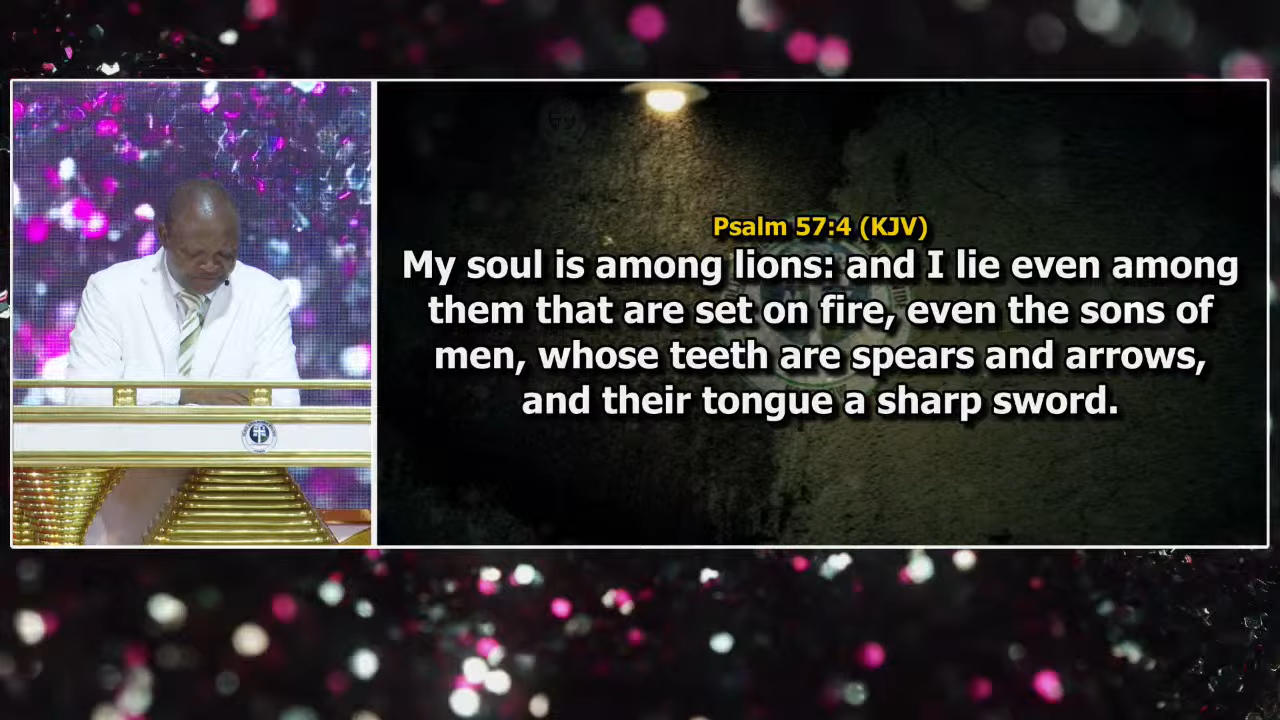 Psalm 57:4 (KJV)
My soul is among lions: and I lie even among
them that are set on fire, even the sons of
men, whose teeth are spears and arrows,
and their tongue a sharp sword.